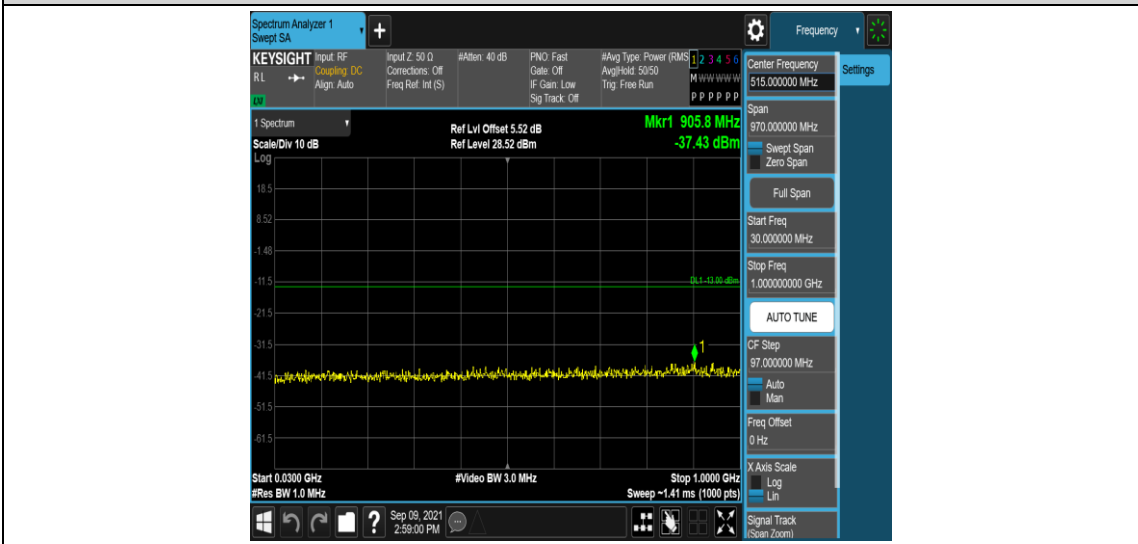 Spectrum Analyzer 1
Swept SA
+
Frequency
KEYSIGHT
RL
LXI
Input: RF
Coupling: DC
Align: Auto
Input Z: 50 Ω
Corrections: Off
Freq Ref: Int (S)
#Atten: 40 dB
PNO: Fast
Gate: Off
IF Gain: Low
Sig Track: Off
#Avg Type: Power (RMS
Avg|Hold: 50/50
Trig: Free Run
1 2 3 4 5 6
M W W W W W
P P P P P P
1 Spectrum
Scale/Div 10 dB
Ref Lvl Offset 5.52 dB
Ref Level 28.52 dBm
Mkr1 905.8 MHz
-37.43 dBm
Log
18.5
8.52
-1.48
-11.5
DL1 -13.00 dBm
-21.5
-31.5
1
-41.5
-51.5
-61.5
Start 0.0300 GHz
#Video BW 3.0 MHz
Stop 1.0000 GHz
#Res BW 1.0 MHz
Sweep ~1.41 ms (1000 pts)
?
Sep 09, 2021
2:59:00 PM
Center Frequency
515.000000 MHz
Settings
Span
970.000000 MHz
Swept Span
Zero Span
Full Span
Start Freq
30.000000 MHz
Stop Freq
1.000000000 GHz
AUTO TUNE
CF Step
97.000000 MHz
Auto
Man
Freq Offset
0 Hz
X Axis Scale
Log
Lin
Signal Track
(Span Zoom)